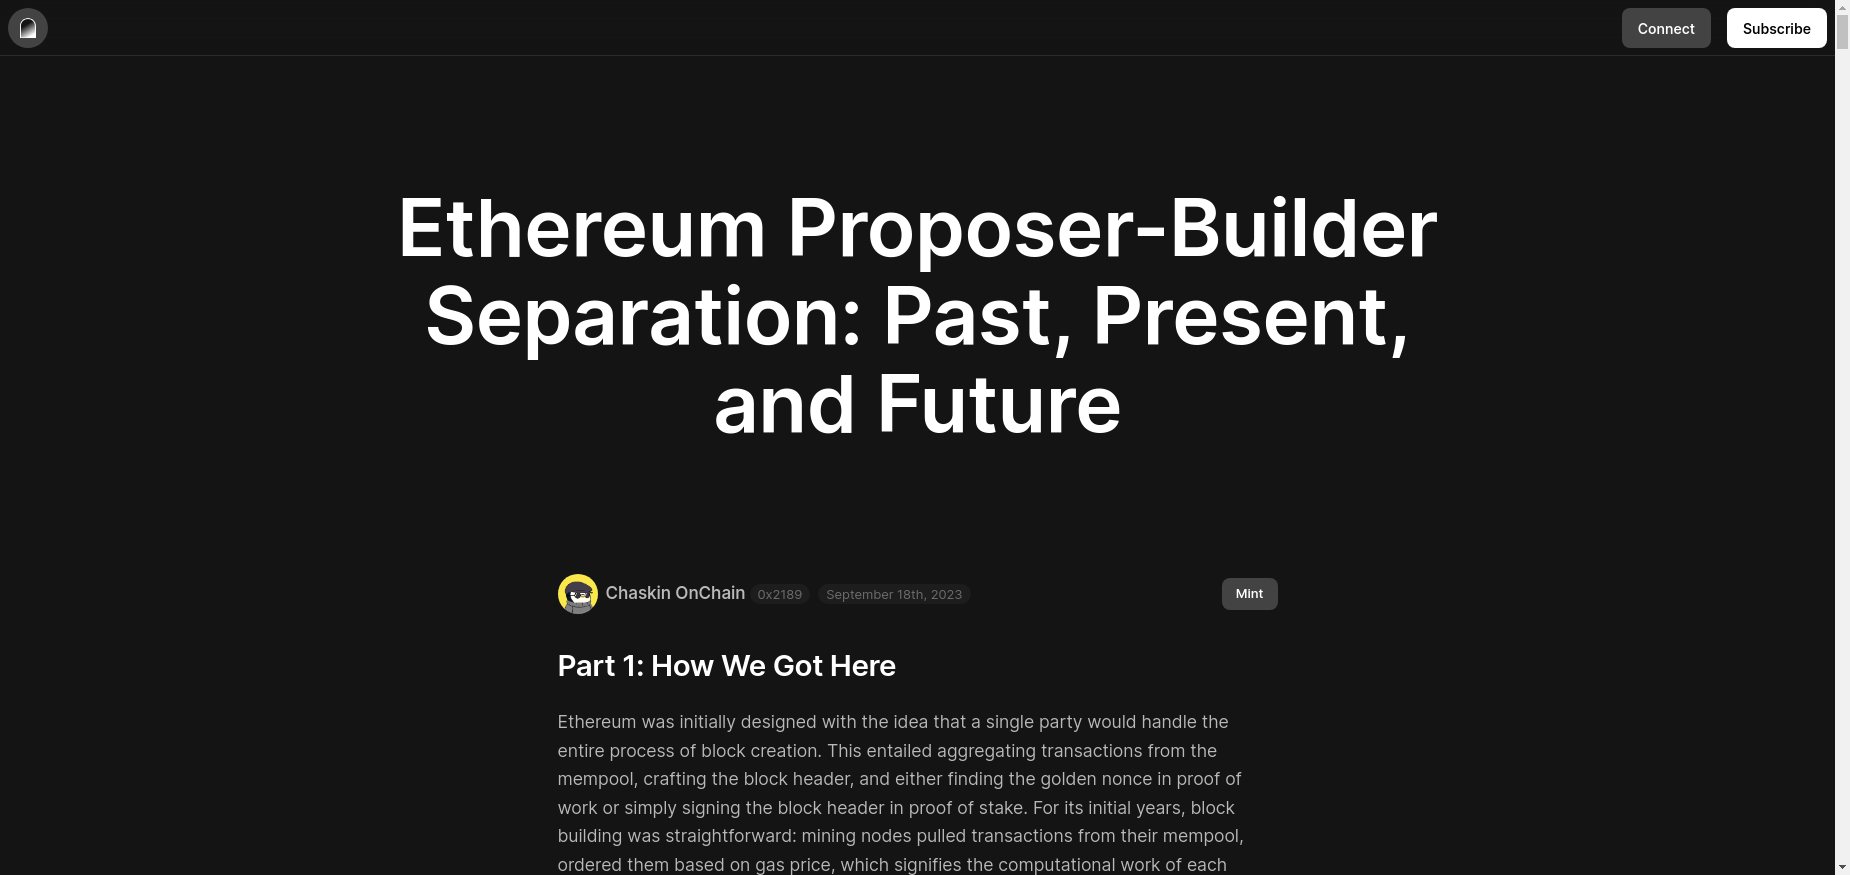 Connect
Subscribe
Ethereum Proposer-Builder
Separation: Past, Present,
and Future
Chaskin OnChain 0x2189 September 18th, 2023
Mint
Part 1: How We Got Here
Ethereum was initially designed with the idea that a single party would handle the
entire process of block creation. This entailed aggregating transactions from the
mempool, crafting the block header, and either finding the golden nonce in proof of
work or simply signing the block header in proof of stake. For its initial years, block
building was straightforward: mining nodes pulled transactions from their mempool,
ordered them based on gas price, which signifies the computational work of each